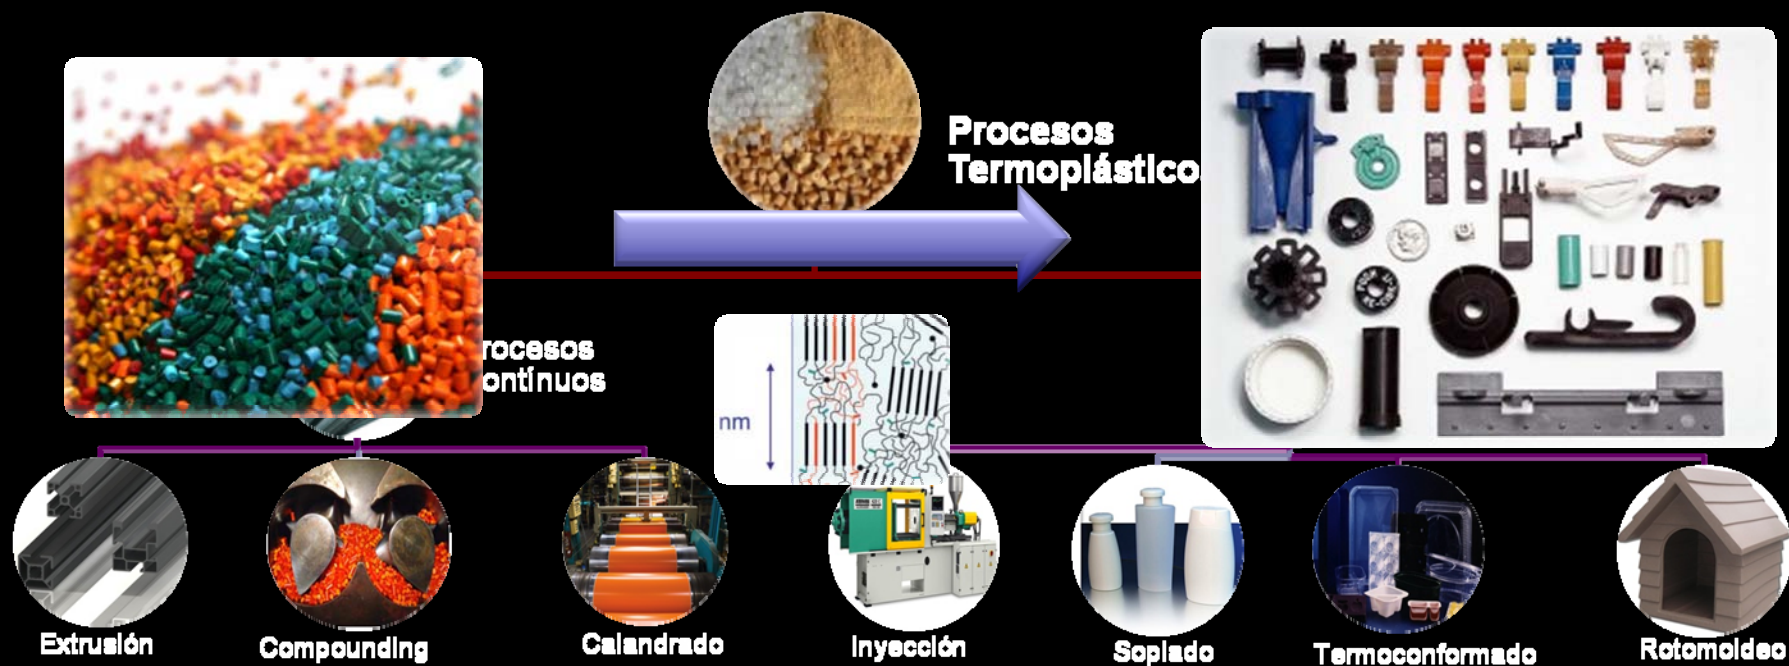 Procesos
Termoplástico
rocesos
ontínuos
nm
Extrusión
Compounding
Calandrado
Inyección
Soplado
Termoconformado
Rotomoldeo